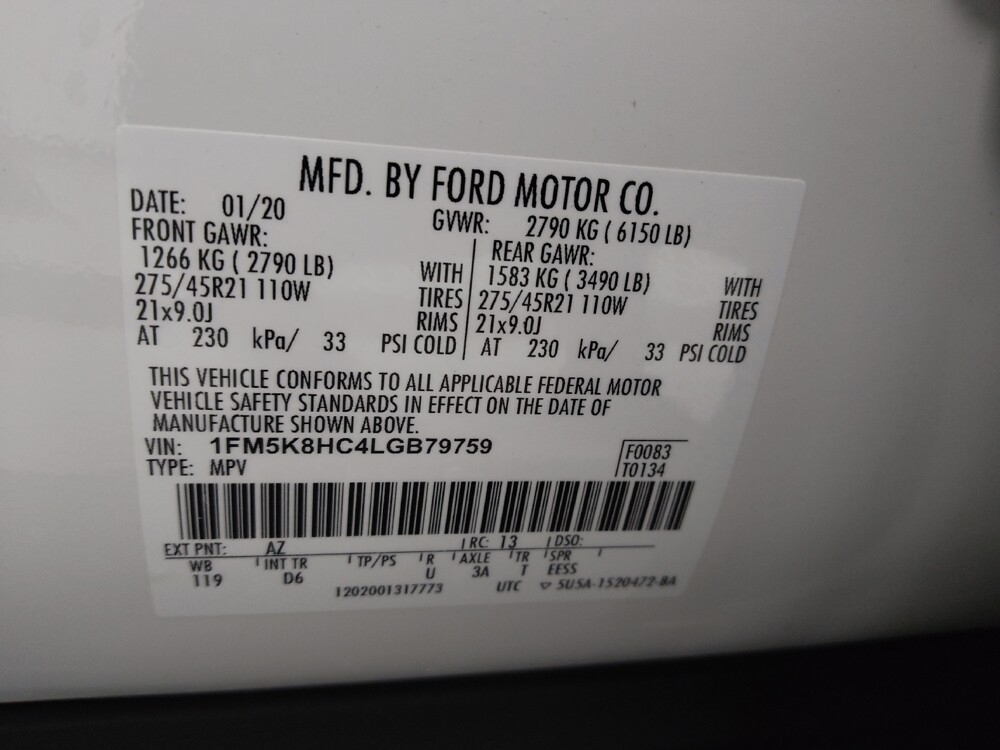 MFD. BY FORD MOTOR CO.
DATE: 01/20 GVWR: 2790 KG ( 6150 LB)
FRONT GAWR: REAR GAWR:
1266 KG ( 2790 LB) WITH 1583 KG ( 3490 LB) WITH
275/45R21 110W TIRES 275/45R21 110W TIRES
21x9.0J RIMS 21x9.0J RIMS
AT 230 kPa/ 33 PSI COLD AT 230 kPa/ 33 PSI COLD
THIS VEHICLE CONFORMS TO ALL APPLICABLE FEDERAL MOTOR
VEHICLE SAFETY STANDARDS IN EFFECT ON THE DATE OF
MANUFACTURE SHOWN ABOVE.
VIN: 1FM5K8HC4LGB79759 F0083
TYPE: MPV T0134
EXT PNT: AZ RC: 13 DSO:
WB INT TR TP/PS R AXLE TR SPR
119 D6 U 3A T EESS
1202001317773 UTC ▽ 5U5A-1520472-BA